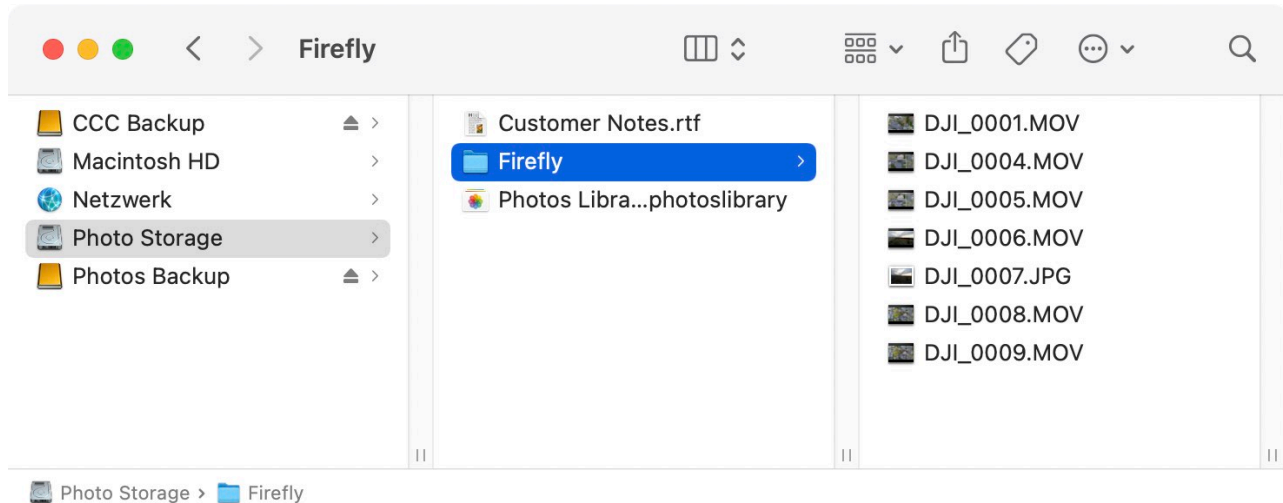 Firefly
CCC Backup
Macintosh HD
Netzwerk
Photo Storage
Photos Backup
Customer Notes.rtf
Firefly
Photos Libra...photoslibrary
DJI_0001.MOV
DJI_0004.MOV
DJI_0005.MOV
DJI_0006.MOV
DJI_0007.JPG
DJI_0008.MOV
DJI_0009.MOV
Photo Storage › Firefly